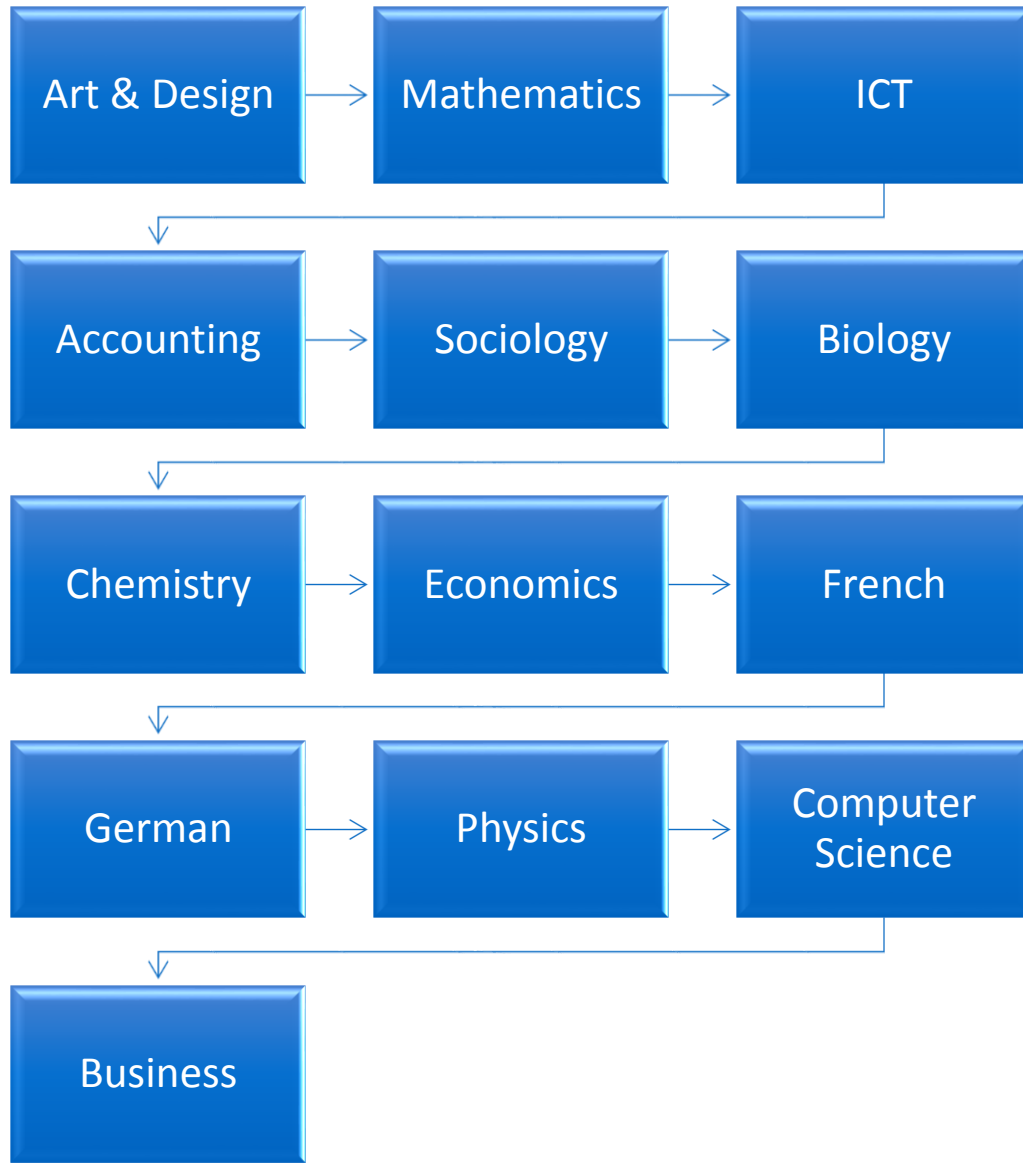 Art & Design
Mathematics
ICT
Accounting
Sociology
Biology
Chemistry
Economics
French
German
Physics
Computer
Science
Business